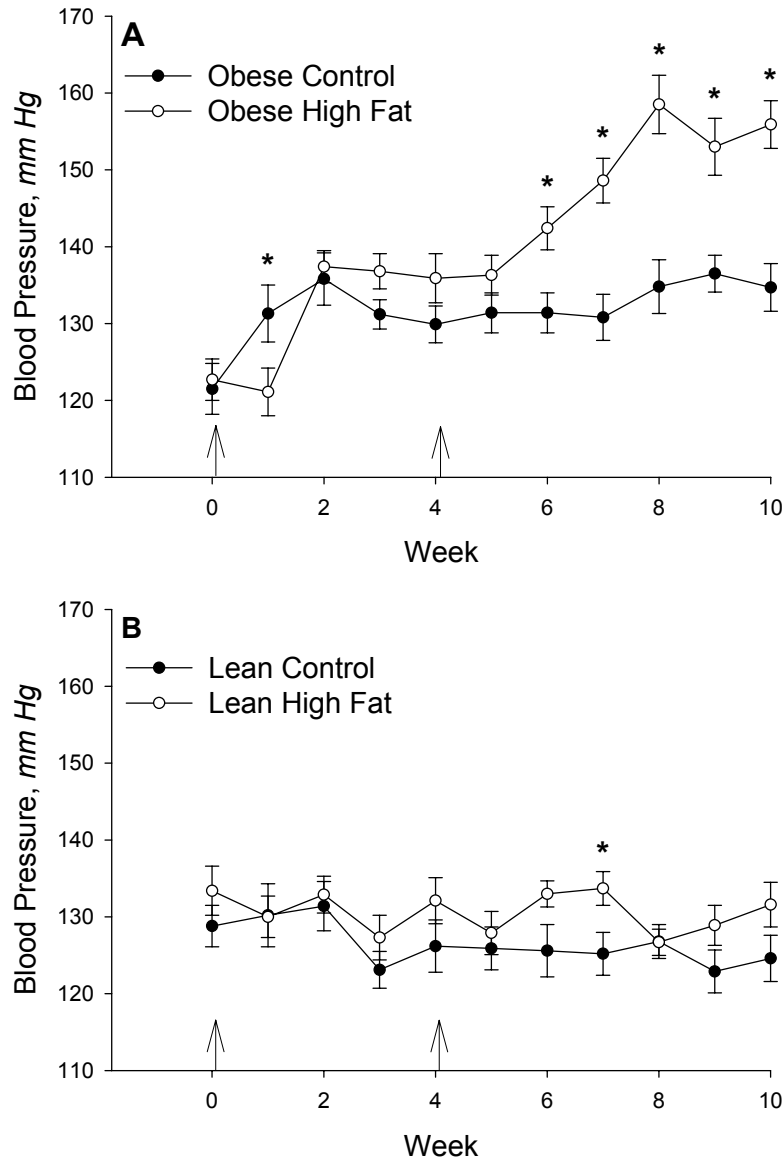 170
A
*
Obese Control
*
160
Obese High Fat
*
*
150
*
140
*
130
120
110
Blood Pressure, mm Hg
0 2 4 6 8 10
Week
170
B
Lean Control
160
Lean High Fat
150
140
*
130
120
110
Blood Pressure, mm Hg
0 2 4 6 8 10
Week